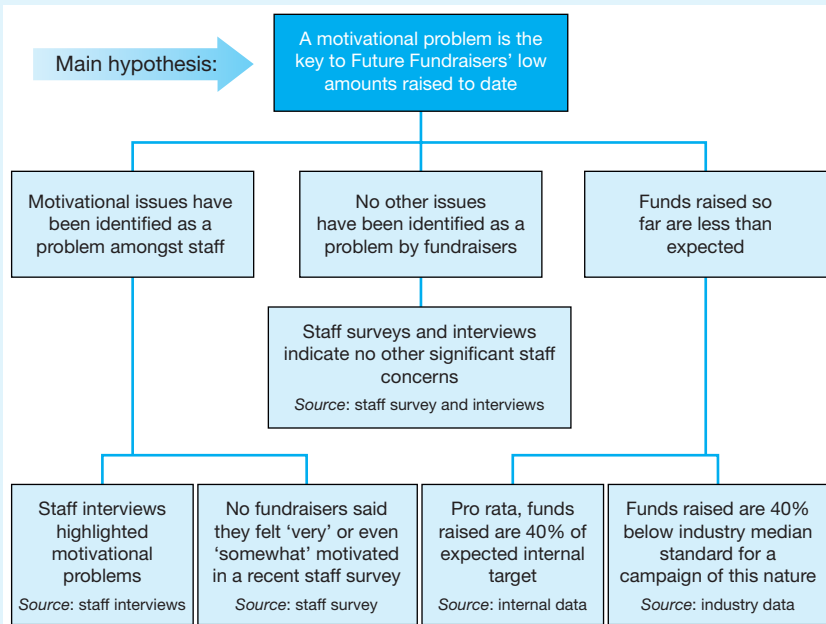 Main hypothesis:
A motivational problem is the
key to Future Fundraisers’ low
amounts raised to date
Motivational issues have
been identified as a
problem amongst staff
No other issues
have been identified as a
problem by fundraisers
Funds raised so
far are less than
expected
Staff surveys and interviews
indicate no other significant staff
concerns
Source: staff survey and interviews
Staff interviews
highlighted
motivational
problems
Source: staff interviews
No fundraisers said
they felt ‘very’ or even
‘somewhat’ motivated
in a recent staff survey
Source: staff survey
Pro rata, funds
raised are 40% of
expected internal
target
Source: internal data
Funds raised are 40%
below industry median
standard for a
campaign of this nature
Source: industry data